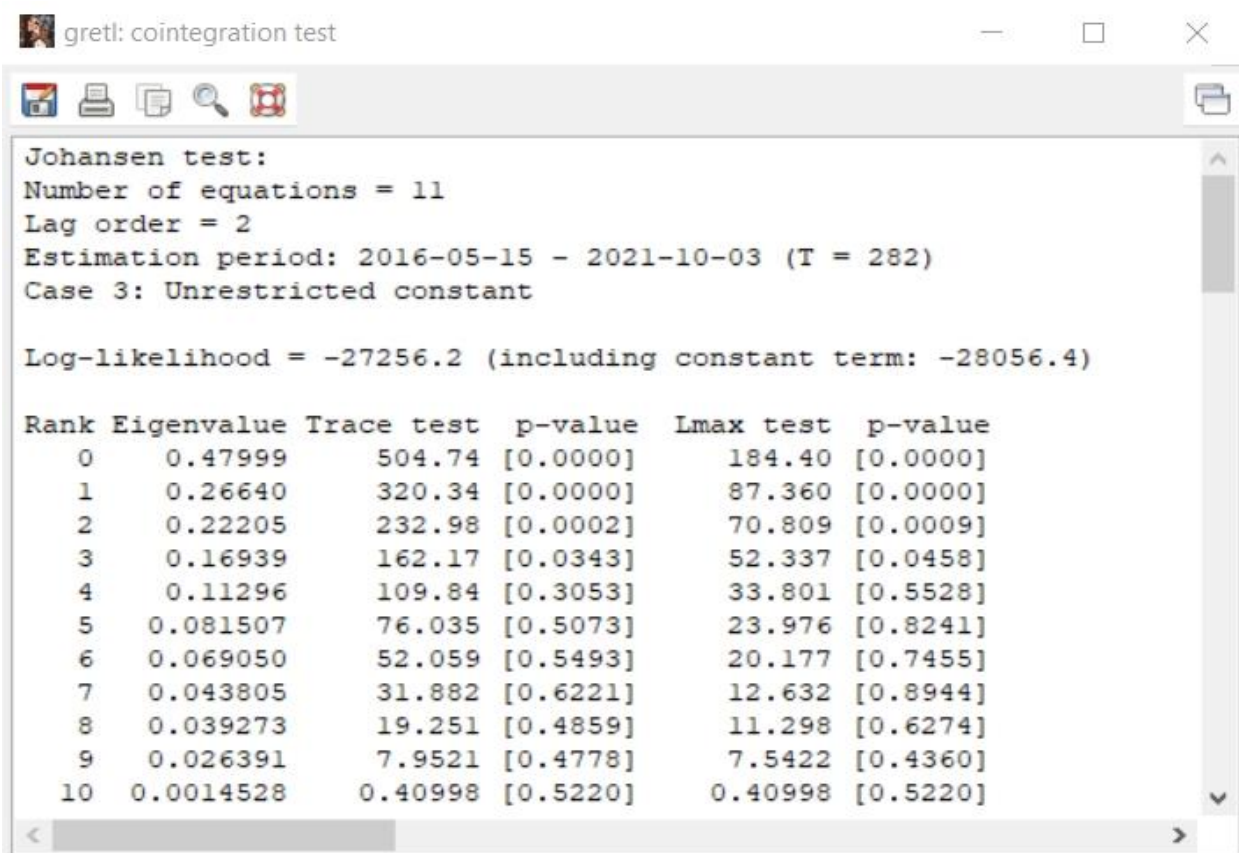 gretl: cointegration test
Johansen test:
Number of equations = 11
Lag order = 2
Estimation period: 2016-05-15 - 2021-10-03 (T = 282)
Case 3: Unrestricted constant
Log-likelihood = -27256.2 (including constant term: -28056.4)
Rank Eigenvalue Trace test p-value Lmax test p-value
0 0.47999 504.74 [0.0000] 184.40 [0.0000]
1 0.26640 320.34 [0.0000] 87.360 [0.0000]
2 0.22205 232.98 [0.0002] 70.809 [0.0009]
3 0.16939 162.17 [0.0343] 52.337 [0.0458]
4 0.11296 109.84 [0.3053] 33.801 [0.5528]
5 0.081507 76.035 [0.5073] 23.976 [0.8241]
6 0.069050 52.059 [0.5493] 20.177 [0.7455]
7 0.043805 31.882 [0.6221] 12.632 [0.8944]
8 0.039273 19.251 [0.4859] 11.298 [0.6274]
9 0.026391 7.9521 [0.4778] 7.5422 [0.4360]
10 0.0014528 0.40998 [0.5220] 0.40998 [0.5220]